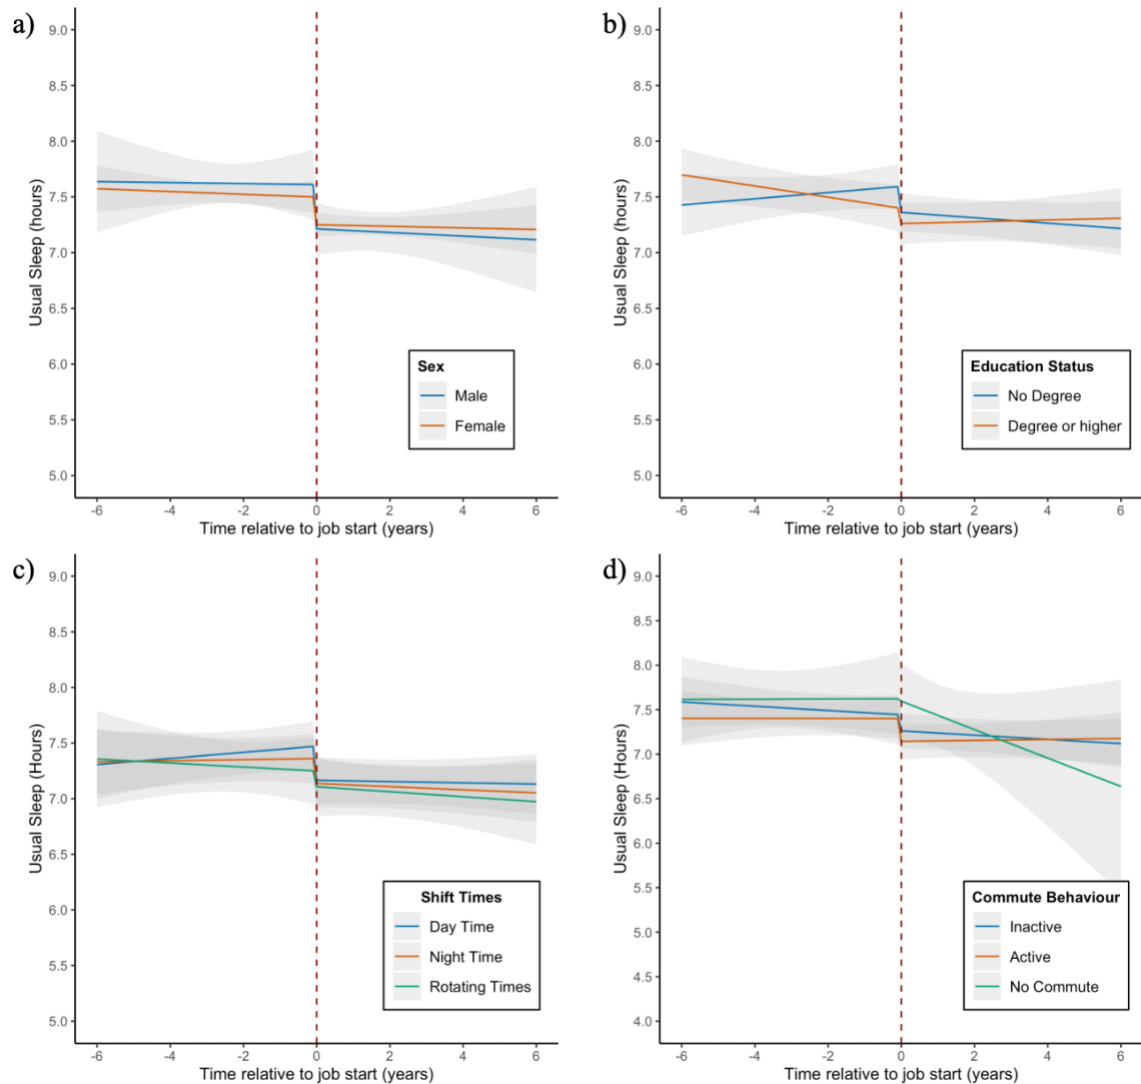 a)
9.0
8.5
8.0
7.5
7.0
6.5
6.0
5.5
5.0
Usual Sleep (hours)
Sex
Male
Female
-6 -4 -2 0 2 4 6
Time relative to job start (years)
b)
9.0
8.5
8.0
7.5
7.0
6.5
6.0
5.5
5.0
Usual Sleep (hours)
Education Status
No Degree
Degree or higher
-6 -4 -2 0 2 4 6
Time relative to job start (years)
c)
9.0
8.5
8.0
7.5
7.0
6.5
6.0
5.5
5.0
Usual Sleep (Hours)
Shift Times
Day Time
Night Time
Rotating Times
-6 -4 -2 0 2 4 6
Time relative to job start (years)
d)
9.0
8.5
8.0
7.5
7.0
6.5
6.0
5.5
5.0
4.5
4.0
Usual Sleep (Hours)
Commute Behaviour
Inactive
Active
No Commute
-6 -4 -2 0 2 4 6
Time relative to job start (years)